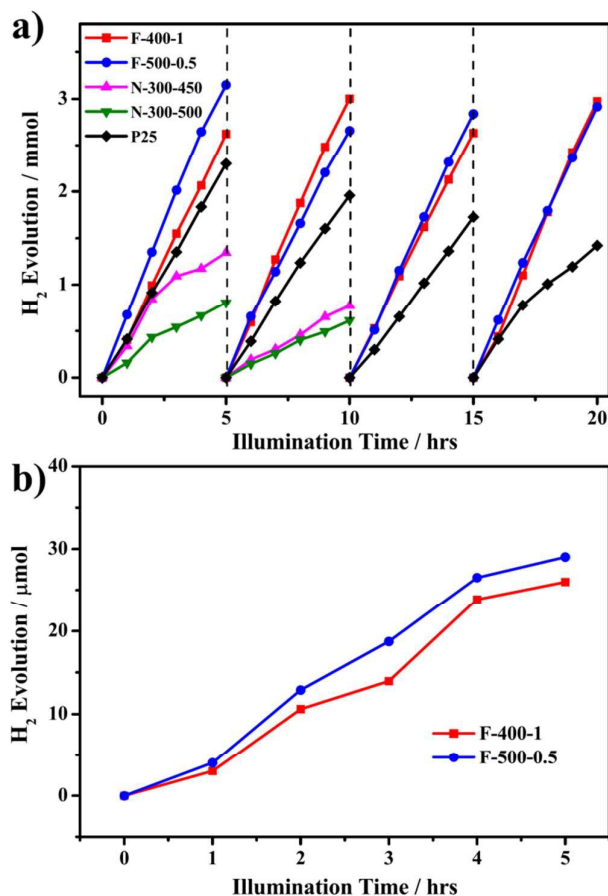 a)
F-400-1
F-500-0.5
N-300-450
N-300-500
P25
H2 Evolution / mmol
3
2
1
0
0 5 10 15 20
Illumination Time / hrs
b)
H2 Evolution / μmol
40
30
20
10
0
F-400-1
F-500-0.5
0 1 2 3 4 5
Illumination Time / hrs